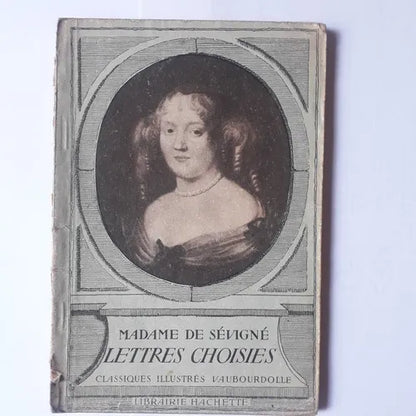 MADAME DE SÉVIGNÉ
LETTRES CHOISIES
CLASSIQUES ILLUSTRÉS VAUBOURDOLLE
LIBRAIRIE HACHETTE